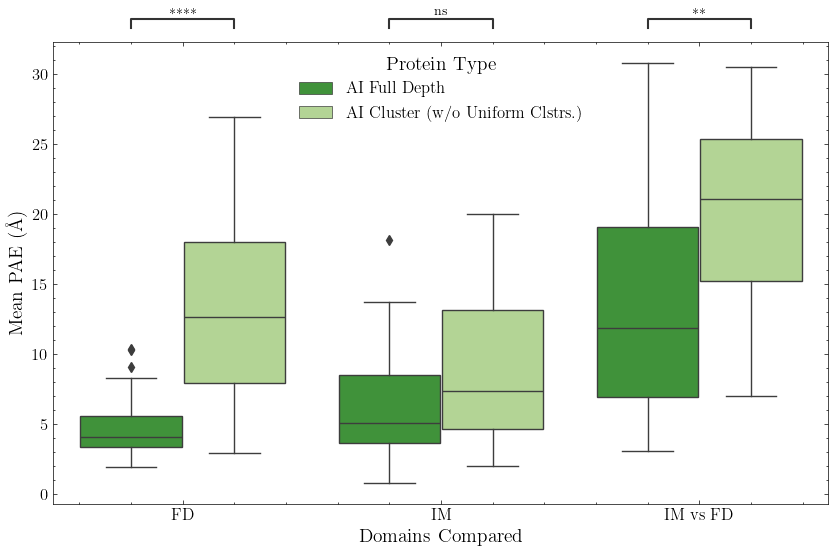 **** ns **
Protein Type
AI Full Depth
AI Cluster (w/o Uniform Clstrs.)
30
25
20
15
10
5
0
Mean PAE (Å)
FD IM IM vs FD
Domains Compared